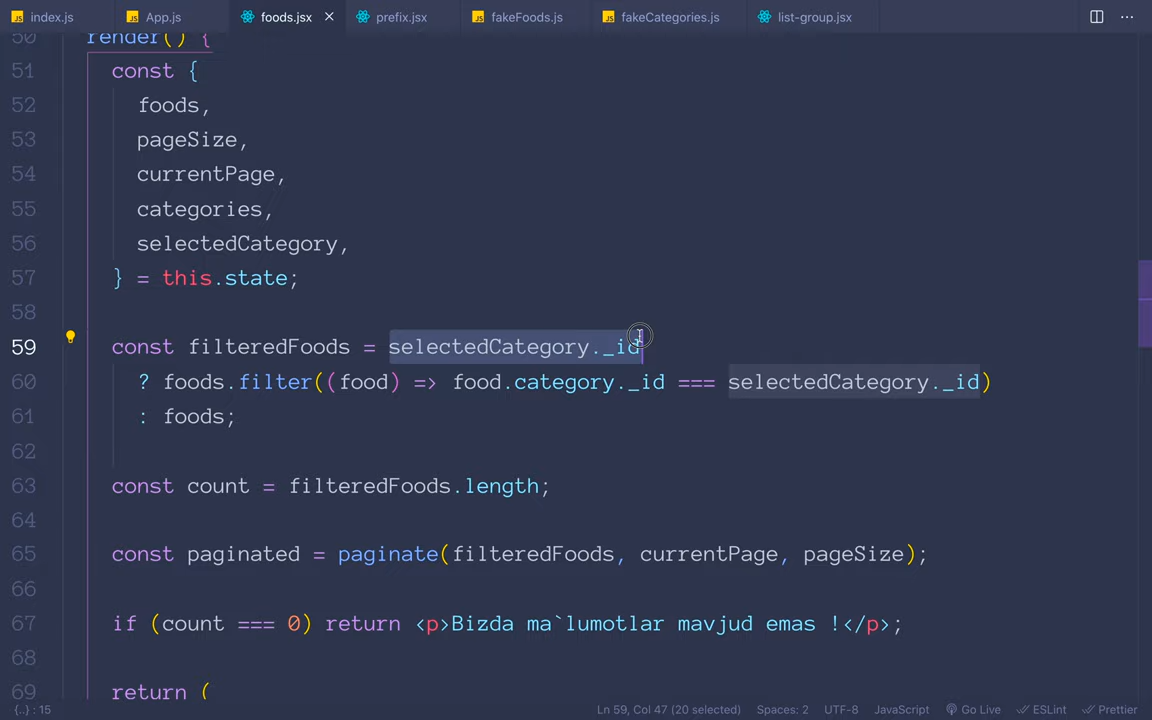 index.js App.js foods.jsx prefix.jsx fakeFoods.js fakeCategories.js list-group.jsx
50 render() {
51 const {
52 foods,
53 pageSize,
54 currentPage,
55 categories,
56 selectedCategory,
57 } = this.state;
58
59 const filteredFoods = selectedCategory._id
60 ? foods.filter((food) => food.category._id === selectedCategory._id)
61 : foods;
62
63 const count = filteredFoods.length;
64
65 const paginated = paginate(filteredFoods, currentPage, pageSize);
66
67 if (count === 0) return <p>Bizda ma`lumotlar mavjud emas !</p>;
68
69 return (
{..} : 15 Ln 59, Col 47 (20 selected) Spaces: 2 UTF-8 JavaScript Go Live ESLint Prettier